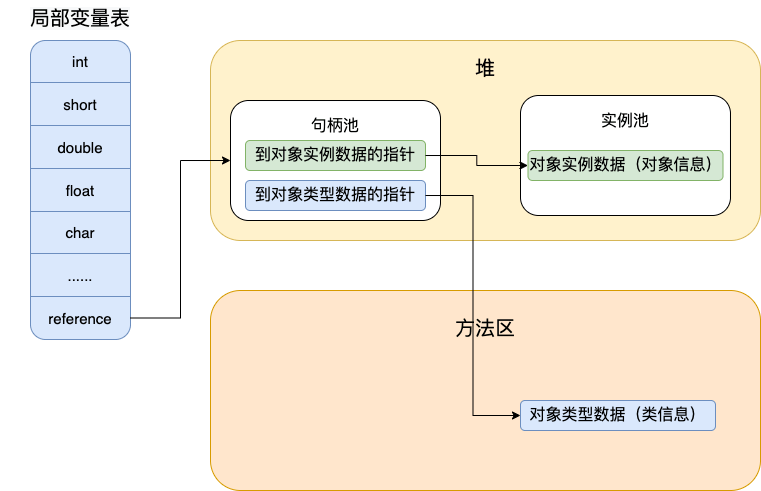 局部变量表
int
short
double
float
char
......
reference
堆
句柄池
到对象实例数据的指针
到对象类型数据的指针
实例池
对象实例数据（对象信息）
方法区
对象类型数据（类信息）